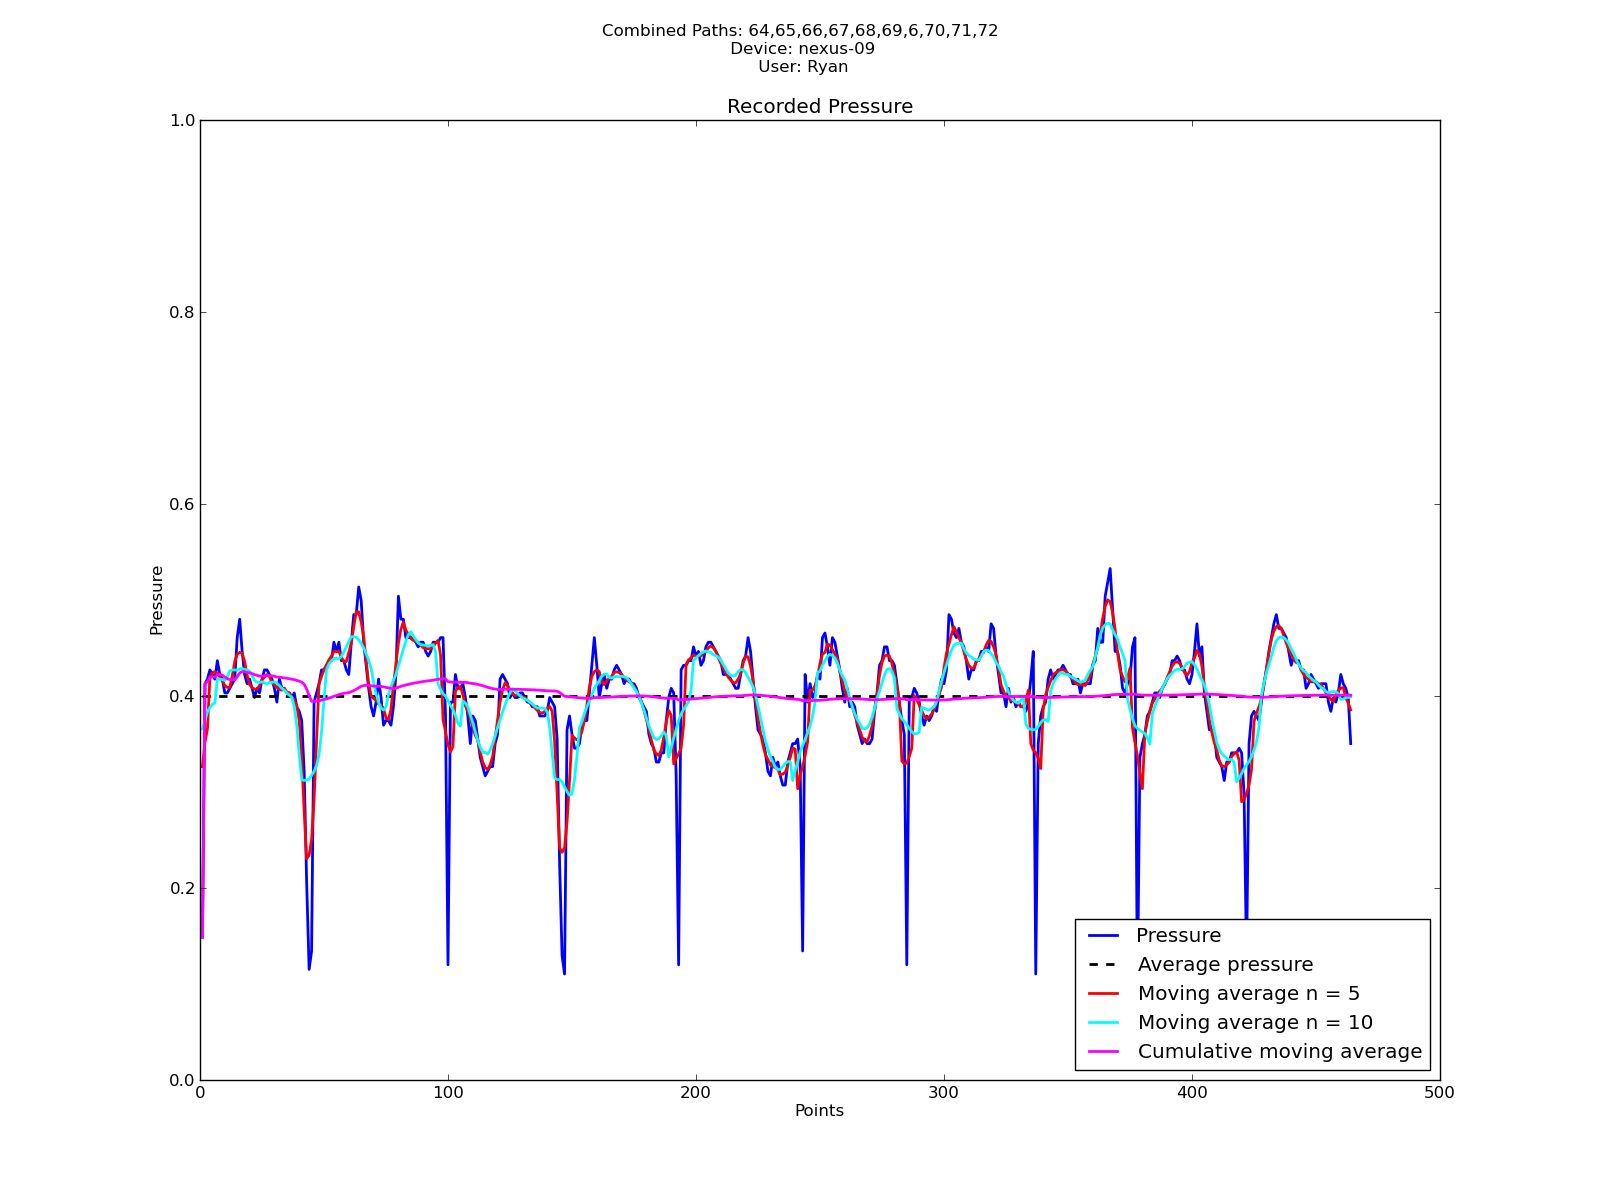 Combined Paths: 64,65,66,67,68,69,6,70,71,72
Device: nexus-09
User: Ryan
Recorded Pressure
1.0
0.8
0.6
0.4
0.2
0.0
Pressure
0 100 200 300 400 500
Points
Pressure
Average pressure
Moving average n = 5
Moving average n = 10
Cumulative moving average